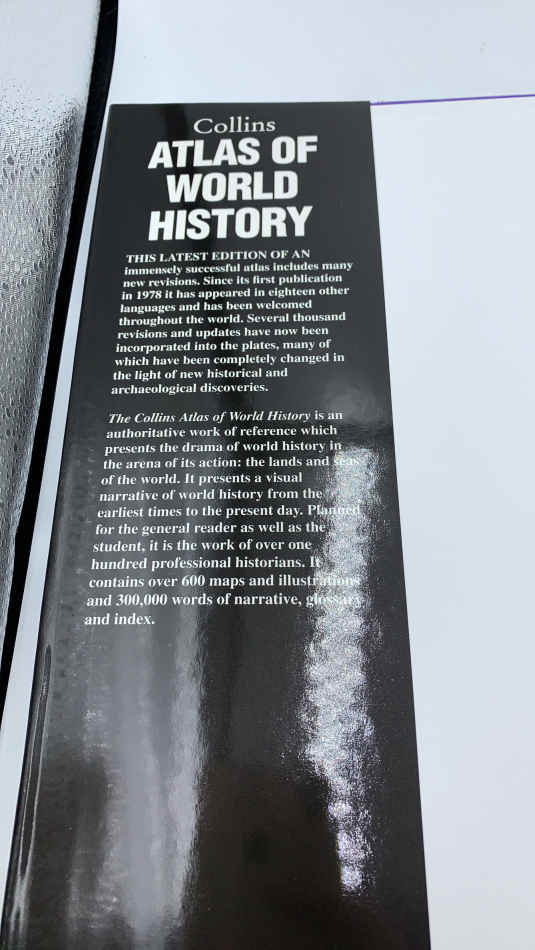 Collins
ATLAS OF
WORLD
HISTORY
THIS LATEST EDITION OF AN
immensely successful atlas includes many
new revisions. Since its first publication
in 1978 it has appeared in eighteen other
languages and has been welcomed
throughout the world. Several thousand
revisions and updates have now been
incorporated into the plates, many of
which have been completely changed in
the light of new historical and
archaeological discoveries.
The Collins Atlas of World History is an
authoritative work of reference which
presents the drama of world history in
the arena of its action: the lands and seas
of the world. It presents a visual
narrative of world history from the
earliest times to the present day. Planned
for the general reader as well as the
student, it is the work of over one
hundred professional historians. It
contains over 600 maps and illustrations
and 300,000 words of narrative, glossary
and index.